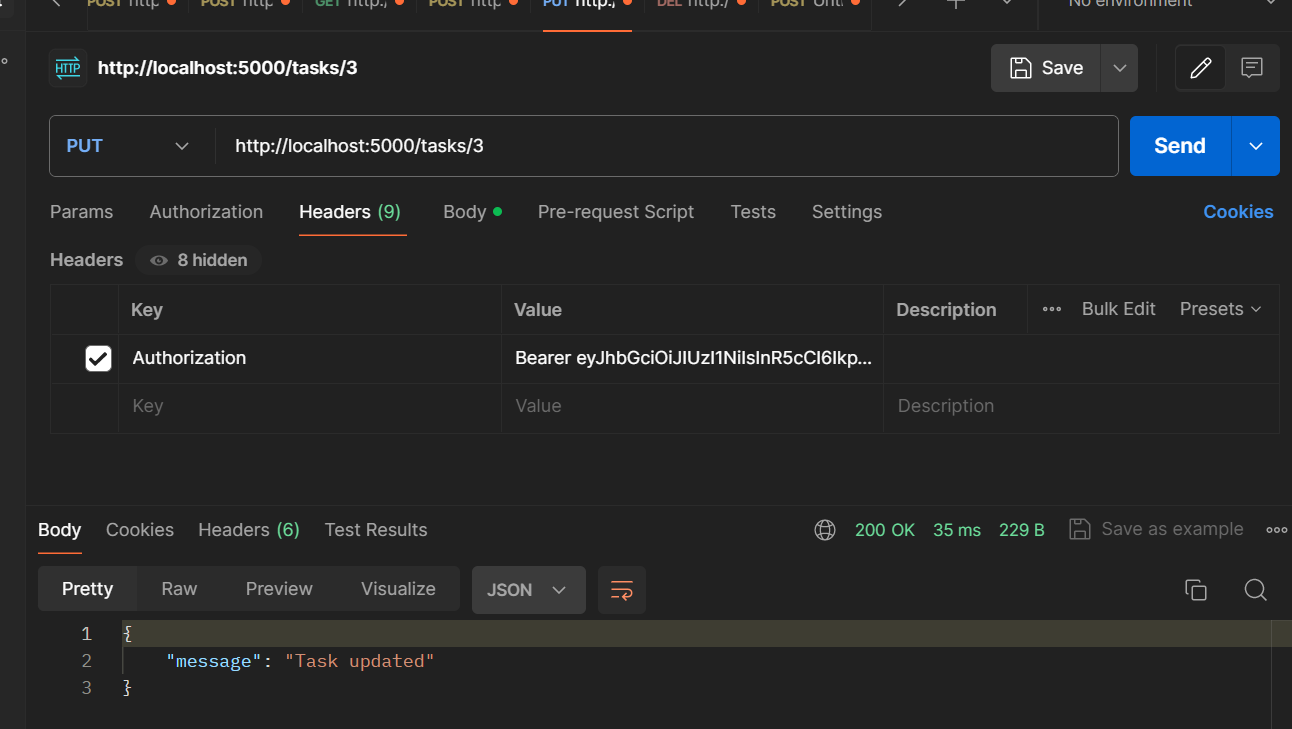 POST http
POST http
GET http:/
POST http
PUT http:/
DEL http:/
POST Unt
No environment
HTTP http://localhost:5000/tasks/3
Save
PUT http://localhost:5000/tasks/3 Send
Params Authorization Headers (9) Body Pre-request Script Tests Settings Cookies
Headers 8 hidden
Key Value Description Bulk Edit Presets
Authorization Bearer eyJhbGciOiJIUzI1NiIsInR5cCI6Ikp...
Key Value Description
Body Cookies Headers (6) Test Results 200 OK 35 ms 229 B Save as example
Pretty Raw Preview Visualize JSON
1 {
2 "message": "Task updated"
3 }